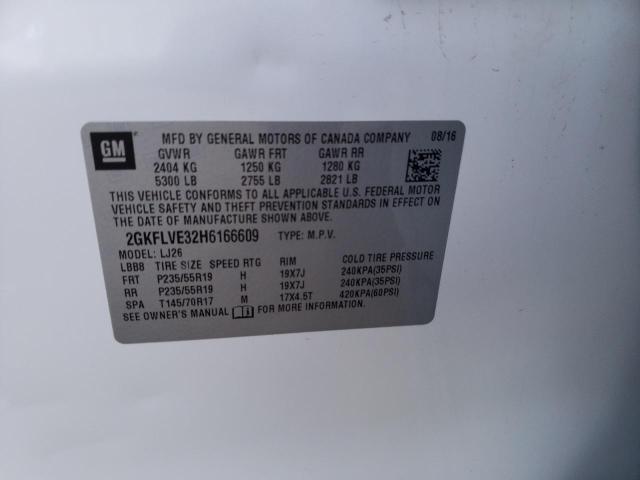 GM
MFD BY GENERAL MOTORS OF CANADA COMPANY 08/16
GVWR GAWR FRT GAWR RR
2404 KG 1250 KG 1280 KG
5300 LB 2755 LB 2821 LB
THIS VEHICLE CONFORMS TO ALL APPLICABLE U.S. FEDERAL MOTOR
VEHICLE SAFETY AND THEFT PREVENTION STANDARDS IN EFFECT ON
THE DATE OF MANUFACTURE SHOWN ABOVE.
2GKFLVE32H6166609 TYPE: M.P.V.
MODEL: LJ26
LBB8 TIRE SIZE SPEED RTG RIM COLD TIRE PRESSURE
FRT P235/55R19 H 19X7J 240KPA(35PSI)
RR P235/55R19 H 19X7J 240KPA(35PSI)
SPA T145/70R17 M 17X4.5T 420KPA(60PSI)
SEE OWNER'S MANUAL FOR MORE INFORMATION.